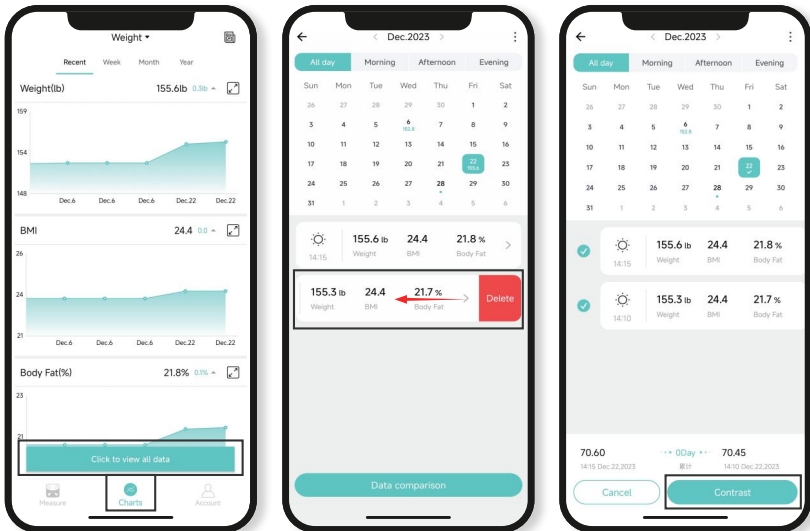 Weight
Recent Week Month Year
Weight(lb) 155.6lb 0.3lb
159
154
148
Dec.6 Dec.6 Dec.6 Dec.22 Dec.22
BMI 24.4 0.0
26
24
21
Dec.6 Dec.6 Dec.6 Dec.22 Dec.22
Body Fat(%) 21.8% 0.1%
23
21
Click to view all data
Measure Charts Account
Dec.2023
All day Morning Afternoon Evening
Sun Mon Tue Wed Thu Fri Sat
26 27 28 29 30 1 2
3 4 5 6 7 8 9
152.8
10 11 12 13 14 15 16
17 18 19 20 21 22 23
155.6
24 25 26 27 28 29 30
31 1 2 3 4 5 6
155.6 lb 24.4 21.8 %
14:15 Weight BMI Body Fat
155.3 lb 24.4 21.7 % Delete
Weight BMI Body Fat
Data comparison
Dec.2023
All day Morning Afternoon Evening
Sun Mon Tue Wed Thu Fri Sat
26 27 28 29 30 1 2
3 4 5 6 7 8 9
152.8
10 11 12 13 14 15 16
17 18 19 20 21 22 23
24 25 26 27 28 29 30
31 1 2 3 4 5 6
155.6 lb 24.4 21.8 %
14:15 Weight BMI Body Fat
155.3 lb 24.4 21.7 %
14:10 Weight BMI Body Fat
70.60 0Day 70.45
14:15 Dec 22,2023 累计 14:10 Dec 22,2023
Cancel Contrast